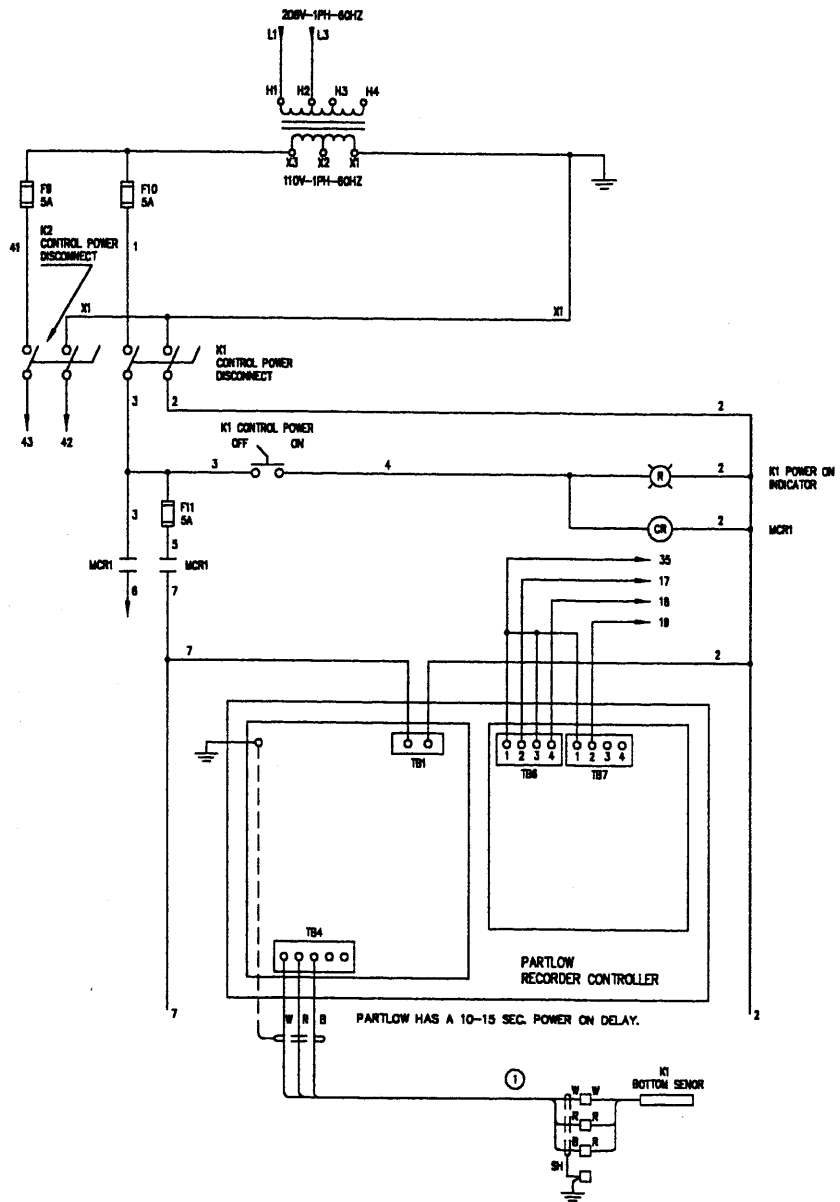 208V-1PH-60HZ
L1 L3
H1 H2 H3 H4
X3 X2 X1
110V-1PH-60HZ
F9
5A
F10
5A
K2
CONTROL POWER
DISCONNECT
41
1
X1
X1
K1
CONTROL POWER
DISCONNECT
3 2
2
43 42
K1 CONTROL POWER
OFF ON
3 4
R
2
K1 POWER ON
INDICATOR
3
F11
5A
CR
2
MCR1
5
MCR1 MCR1
6 7
35
17
18
19
7
2
TB1
1 2 3 4
1 2 3 4
TB6 TB7
TB4
PARTLOW
RECORDER CONTROLLER
7
W R B
PARTLOW HAS A 10-15 SEC. POWER ON DELAY.
2
1
K1
BOTTOM SENOR
W W
R R
B R
SH